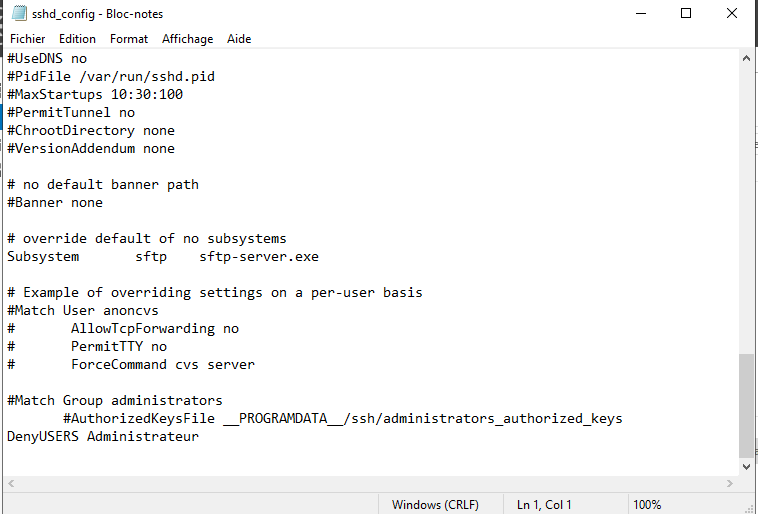 sshd_config - Bloc-notes
Fichier Edition Format Affichage Aide
#UseDNS no
#PidFile /var/run/sshd.pid
#MaxStartups 10:30:100
#PermitTunnel no
#ChrootDirectory none
#VersionAddendum none
# no default banner path
#Banner none
# override default of no subsystems
Subsystem       sftp    sftp-server.exe
# Example of overriding settings on a per-user basis
#Match User anoncvs
#       AllowTcpForwarding no
#       PermitTTY no
#       ForceCommand cvs server
#Match Group administrators
       #AuthorizedKeysFile __PROGRAMDATA__/ssh/administrators_authorized_keys
DenyUSERS Administrateur
Windows (CRLF) Ln 1, Col 1 100%